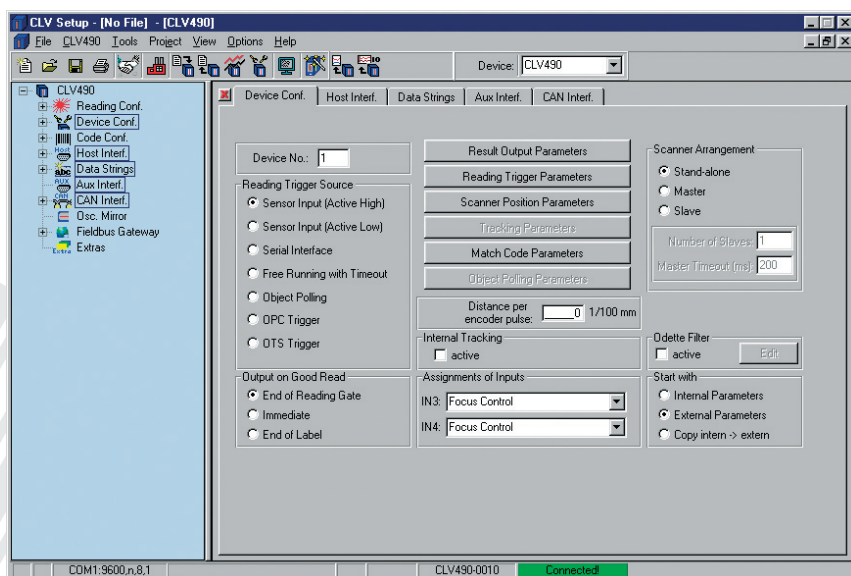 CLV Setup - [No File] - [CLV490]
File CLV490 Tools Project View Options Help
Device: CLV490
CLV490
Reading Conf.
Device Conf.
Code Conf.
Host Host Interf.
abc Data Strings
AUX Aux Interf.
CAN CAN Interf.
Osc. Mirror
Fieldbus Gateway
Extra Extras
Device Conf. Host Interf. Data Strings Aux Interf. CAN Interf.
Device No.: 1
Reading Trigger Source
Sensor Input (Active High)
Sensor Input (Active Low)
Serial Interface
Free Running with Timeout
Object Polling
OPC Trigger
OTS Trigger
Output on Good Read
End of Reading Gate
Immediate
End of Label
Result Output Parameters
Reading Trigger Parameters
Scanner Position Parameters
Tracking Parameters
Match Code Parameters
Object Polling Parameters
Distance per
encoder pulse: 0 1/100 mm
Internal Tracking
active
Assignments of Inputs
IN3: Focus Control
IN4: Focus Control
Scanner Arrangement
Stand-alone
Master
Slave
Number of Slaves: 1
Master Timeout [ms]: 200
Odette Filter
active Edit
Start with
Internal Parameters
External Parameters
Copy intern -> extern
COM1:9600,n,8,1 CLV490-0010 Connected!